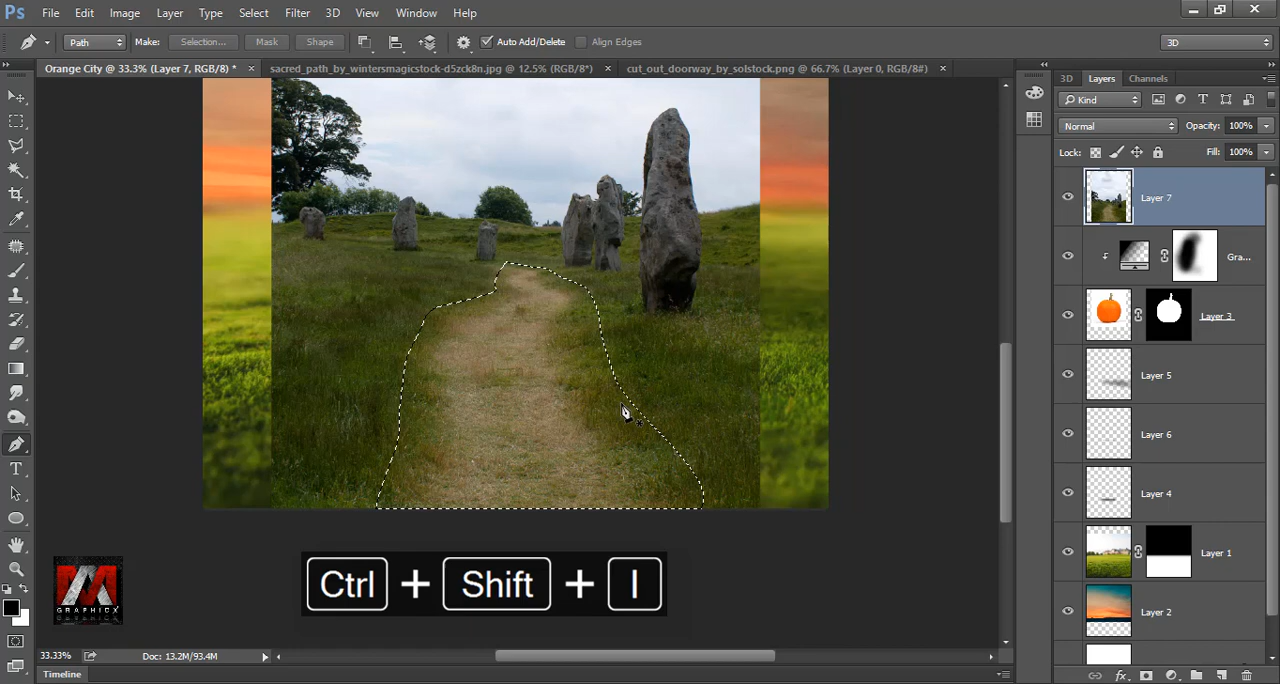 Ps File Edit Image Layer Type Select Filter 3D View Window Help
Path Make: Selection... Mask Shape Auto Add/Delete Align Edges 3D
Orange City @ 33.3% (Layer 7, RGB/8) * × sacred_path_by_wintersmagicstock-d5zck8n.jpg @ 12.5% (RGB/8*) × cut_out_doorway_by_solstock.png @ 66.7% (Layer 0, RGB/8#) ×
3D Layers Channels
Kind
Normal Opacity: 100%
Lock: Fill: 100%
Layer 7
Gra...
Layer 3
Layer 5
Layer 6
Layer 4
Layer 1
Layer 2
Ctrl + Shift + I
GRAPHICX
33.33% Doc: 13.2M/93.4M
Timeline